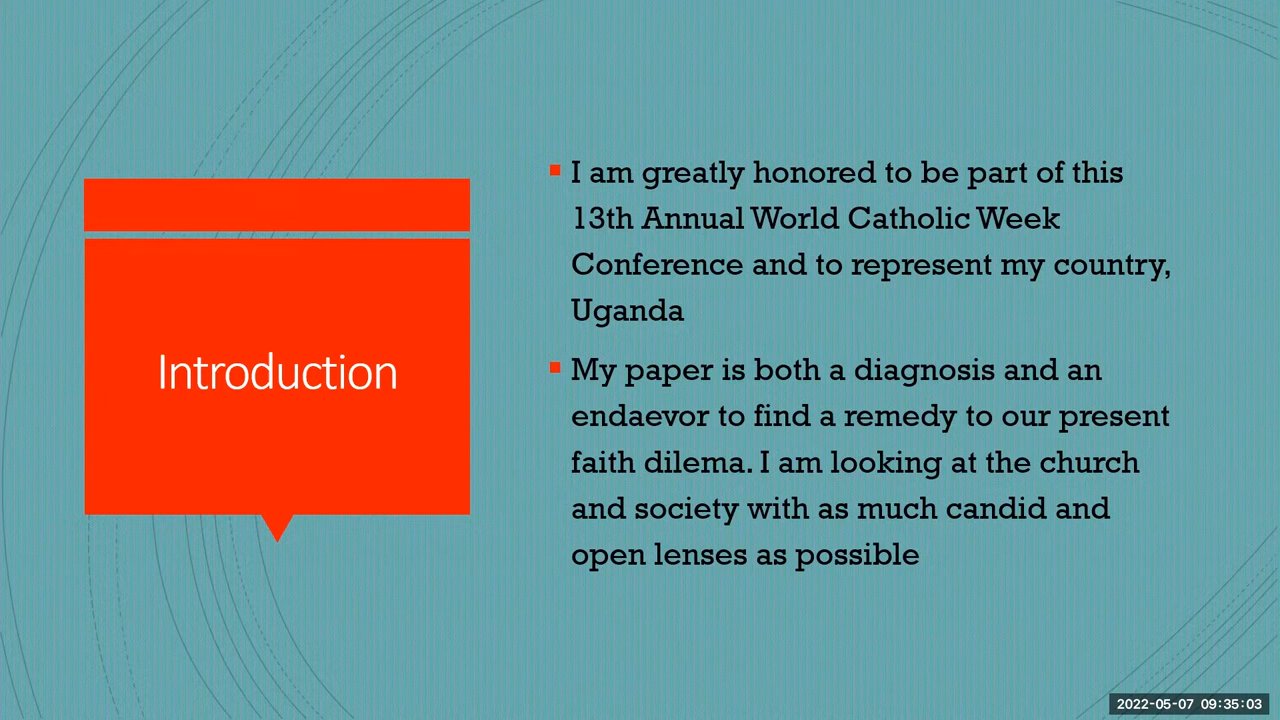 Introduction
I am greatly honored to be part of this
13th Annual World Catholic Week
Conference and to represent my country,
Uganda
My paper is both a diagnosis and an
endaevor to find a remedy to our present
faith dilema. I am looking at the church
and society with as much candid and
open lenses as possible
2022-05-07 09:35:03